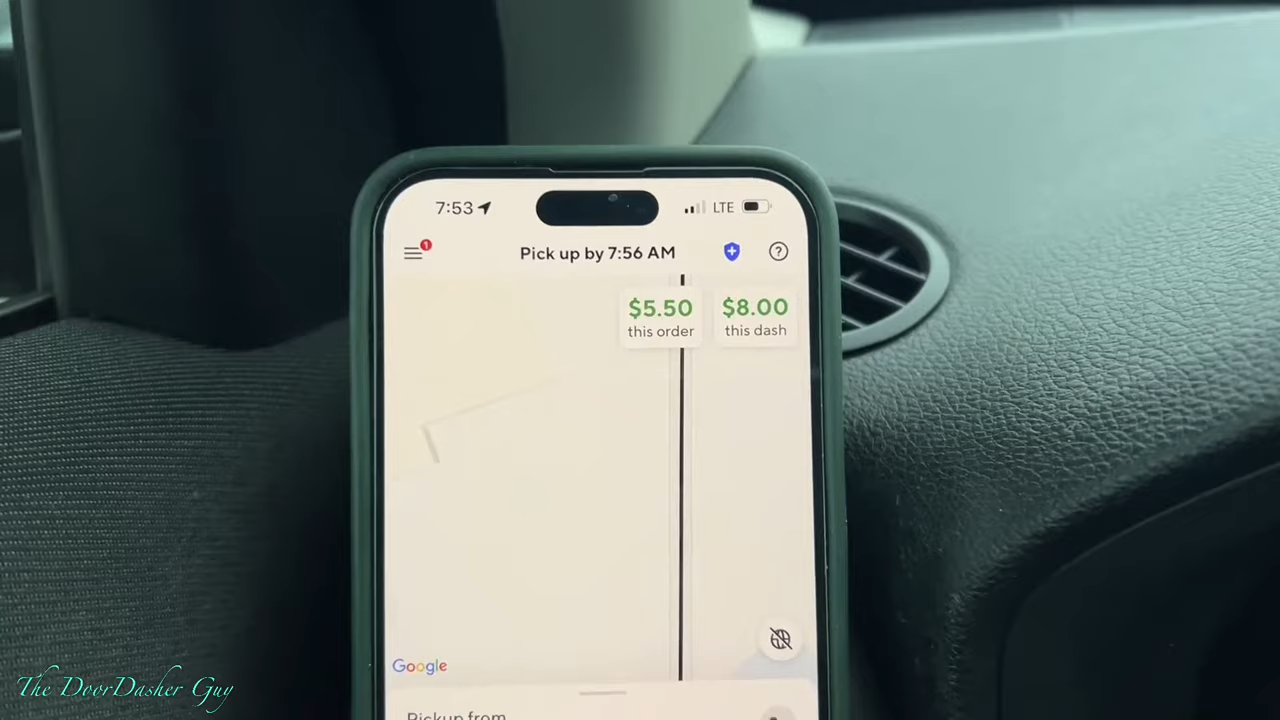 7:53
LTE
1
Pick up by 7:56 AM
?
$5.50
this order
$8.00
this dash
Google
Pickup from
The DoorDasher Guy